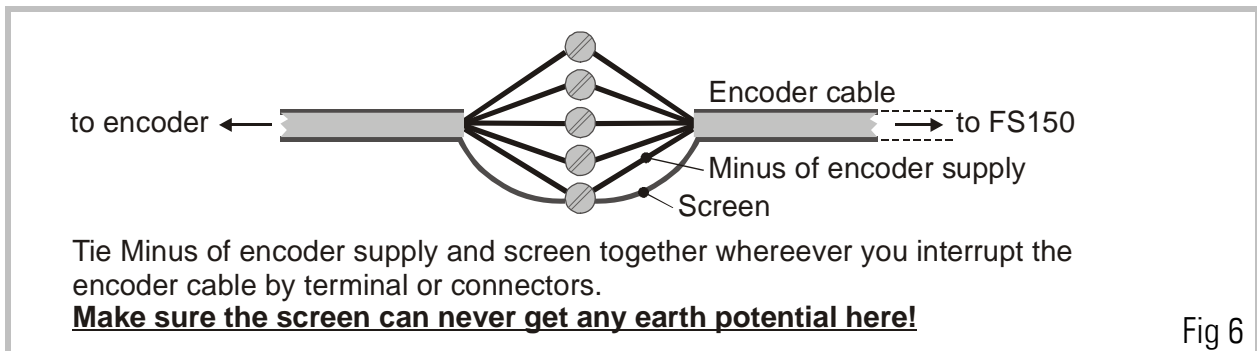 Encoder cable
to encoder
to FS150
Minus of encoder supply
Screen
Tie Minus of encoder supply and screen together whereever you interrupt the
encoder cable by terminal or connectors.
Make sure the screen can never get any earth potential here!
Fig 6